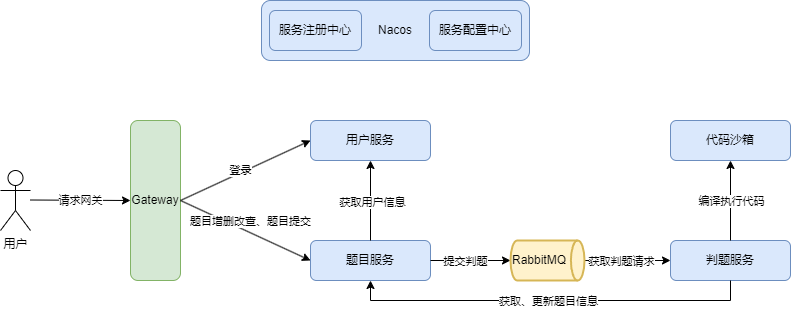 服务注册中心
Nacos
服务配置中心
用户服务
代码沙箱
登录
请求网关
Gateway
获取用户信息
编译执行代码
题目增删改查、题目提交
用户
题目服务
提交判题
RabbitMQ
获取判题请求
判题服务
获取、更新题目信息